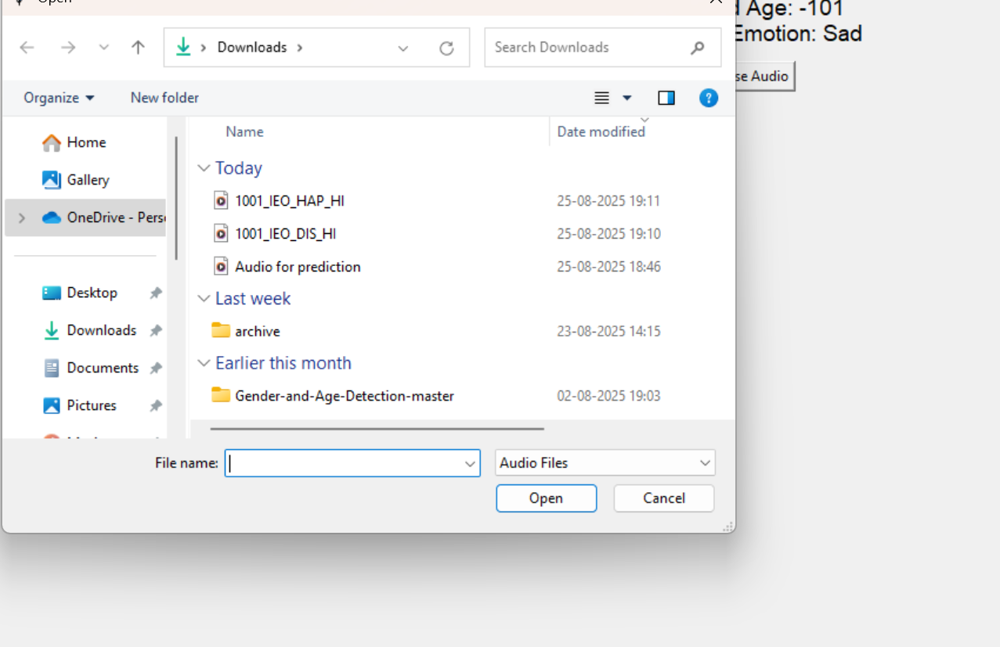 Open
d Age: -101
Emotion: Sad
se Audio
Downloads
Search Downloads
Organize
New folder
?
Name
Date modified
Home
Gallery
OneDrive - Pers
Desktop
Downloads
Documents
Pictures
Today
1001_IEO_HAP_HI 25-08-2025 19:11
1001_IEO_DIS_HI 25-08-2025 19:10
Audio for prediction 25-08-2025 18:46
Last week
archive 23-08-2025 14:15
Earlier this month
Gender-and-Age-Detection-master 02-08-2025 19:03
File name:
Audio Files
Open
Cancel